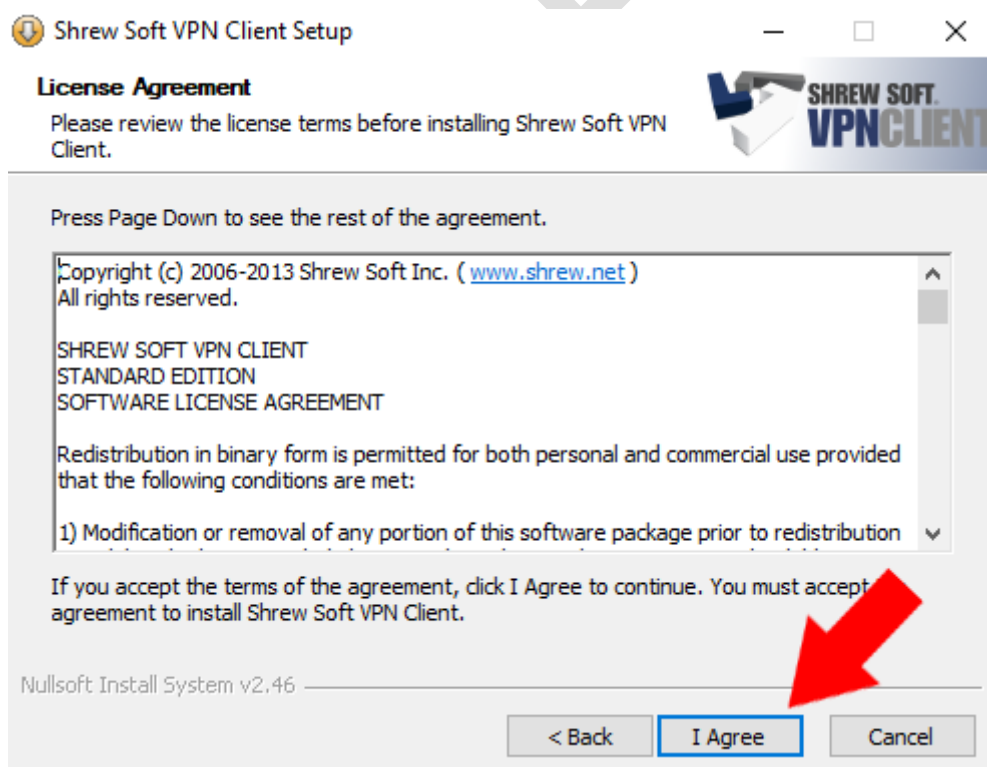 Shrew Soft VPN Client Setup
License Agreement
Please review the license terms before installing Shrew Soft VPN
Client.
SHREW SOFT.
VPNCLIENT
Press Page Down to see the rest of the agreement.
Copyright (c) 2006-2013 Shrew Soft Inc. ( www.shrew.net )
All rights reserved.
SHREW SOFT VPN CLIENT
STANDARD EDITION
SOFTWARE LICENSE AGREEMENT
Redistribution in binary form is permitted for both personal and commercial use provided
that the following conditions are met:
1) Modification or removal of any portion of this software package prior to redistribution
If you accept the terms of the agreement, click I Agree to continue. You must accept
agreement to install Shrew Soft VPN Client.
Nullsoft Install System v2.46
< Back
I Agree
Cancel